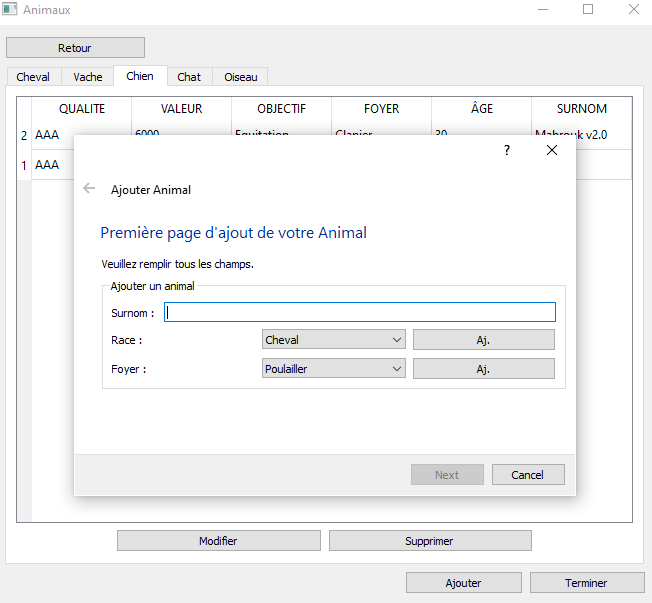 Animaux
Retour
Cheval Vache Chien Chat Oiseau
QUALITE VALEUR OBJECTIF FOYER ÂGE SURNOM
2 AAA 6000 Equitation Clapier 30 Mabrouk v2.0
1 AAA
?
Ajouter Animal
Première page d'ajout de votre Animal
Veuillez remplir tous les champs.
Ajouter un animal
Surnom :
Race : Cheval Aj.
Foyer : Poulailler Aj.
Next Cancel
Modifier Supprimer
Ajouter Terminer